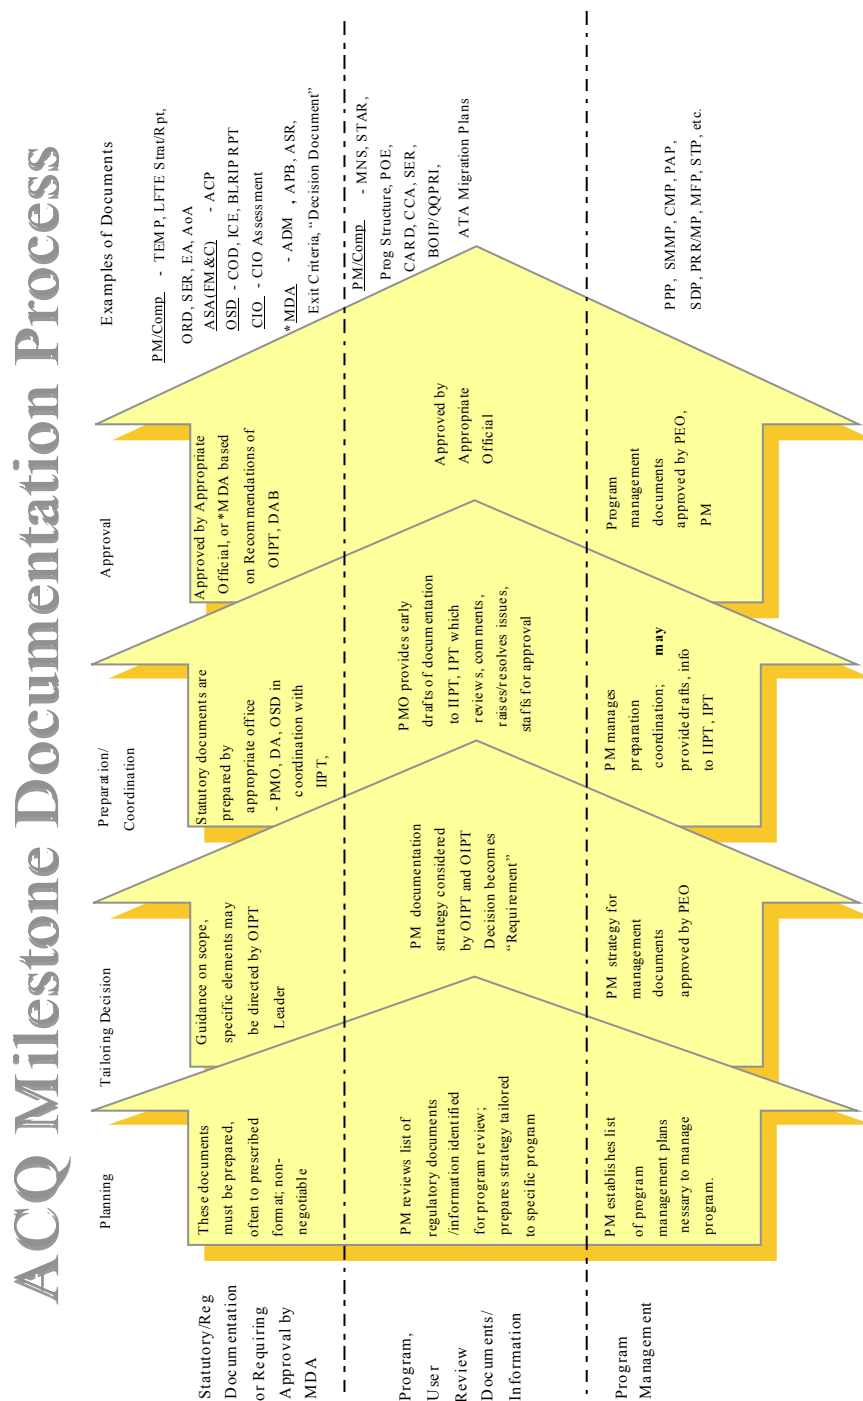 ACQ Milestone Documentation Process
Planning
Tailoring Decision
Preparation/
Coordination
Approval
Examples of Documents
Statutory/Reg
Documentation
or Requiring
Approval by
MDA
These documents
must be prepared,
often to prescribed
format; non-
negotiable
Guidance on scope,
specific elements may
be directed by OIPT
Leader
Statutory documents are
prepared by
appropriate office
- PMO, DA, OSD in
coordination with
IIPT,
Approved by Appropriate
Official, or *MDA based
on Recommendations of
OIPT, DAB
PM/Comp - TEMP, LFTE Stat/Rpt,
ORD, SER, EA, AoA
ASA(FM&C) - ACP
OSD - COD, ICE, BLRIP RPT
CIO - CIO Assessment
*MDA - ADM , APB, ASR,
Exit Criteria, “Decision Document”
Program,
User
Review
Documents/
Information
PM reviews list of
regulatory documents
/information identified
for program review;
prepares strategy tailored
to specific program
PM documentation
strategy considered
by OIPT and OIPT
Decision becomes
“Requirement”
PMO provides early
drafts of documentation
to IIPT, IPT which
reviews, comments,
raises/resolves issues,
staffs for approval
Approved by
Appropriate
Official
PM/Comp - MNS, STAR,
Prog Structure, POE,
CARD, CCA, SER,
BOIP/QQPRI,
ATA Migration Plans
Program
Management
PM establishes list
of program
management plans
nessary to manage
program.
PM strategy for
management
documents
approved by PEO
PM manages
preparation
coordination; may
provide drafts, info
to IIPT, IPT
Program
management
documents
approved by PEO,
PM
PPP, SMMP, CMP, PAP,
SDP, PRR/MP, MFP, STP, etc.